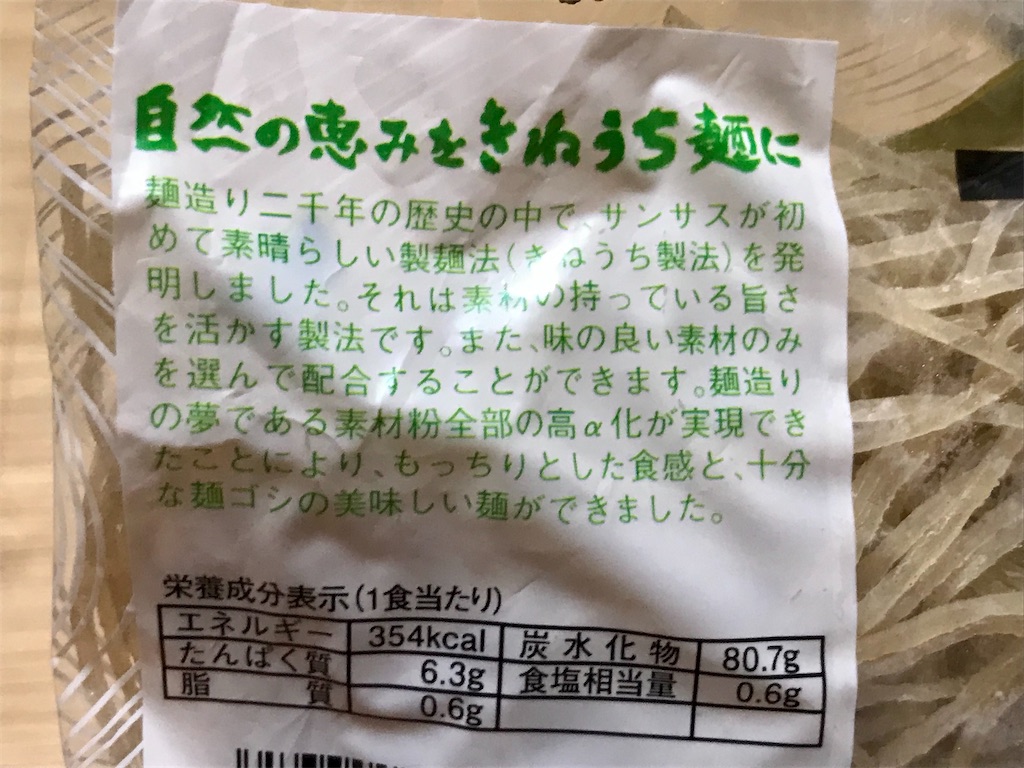 自然の恵みをきねうち麺に
麺造り二千年の歴史の中で、サンサスが初
めて素晴らしい製麺法(きねうち製法)を発
明しました。それは素材の持っている旨さ
を活かす製法です。また、味の良い素材のみ
を選んで配合することができます。麺造り
の夢である素材粉全部の高α化が実現でき
たことにより、もっちりとした食感と、十分
な麺ゴシの美味しい麺ができました。
栄養成分表示(1食当たり)
エネルギー 354kcal 炭水化物 80.7g
たんぱく質 6.3g 食塩相当量 0.6g
脂質 0.6g